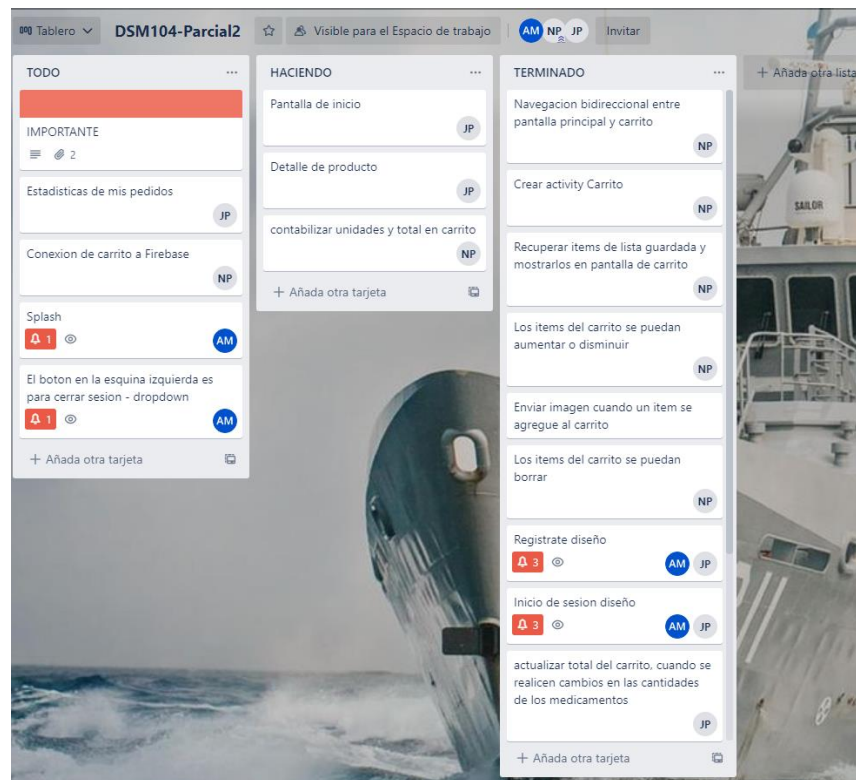 Tablero
DSM104-Parcial2
Visible para el Espacio de trabajo
AM NP JP
Invitar
TODO
IMPORTANTE
2
Estadisticas de mis pedidos
JP
Conexion de carrito a Firebase
NP
Splash
1
AM
El boton en la esquina izquierda es
para cerrar sesion - dropdown
1
AM
+ Añada otra tarjeta
HACIENDO
Pantalla de inicio
JP
Detalle de producto
JP
contabilizar unidades y total en carrito
NP
+ Añada otra tarjeta
TERMINADO
Navegacion bidireccional entre
pantalla principal y carrito
NP
Crear activity Carrito
NP
Recuperar items de lista guardada y
mostrarlos en pantalla de carrito
NP
Los items del carrito se puedan
aumentar o disminuir
NP
Enviar imagen cuando un item se
agregue al carrito
Los items del carrito se puedan
borrar
NP
Registrate diseño
3
AM JP
Inicio de sesion diseño
3
AM JP
actualizar total del carrito, cuando se
realicen cambios en las cantidades
de los medicamentos
JP
+ Añada otra tarjeta
+ Añada otra lista
SAILOR